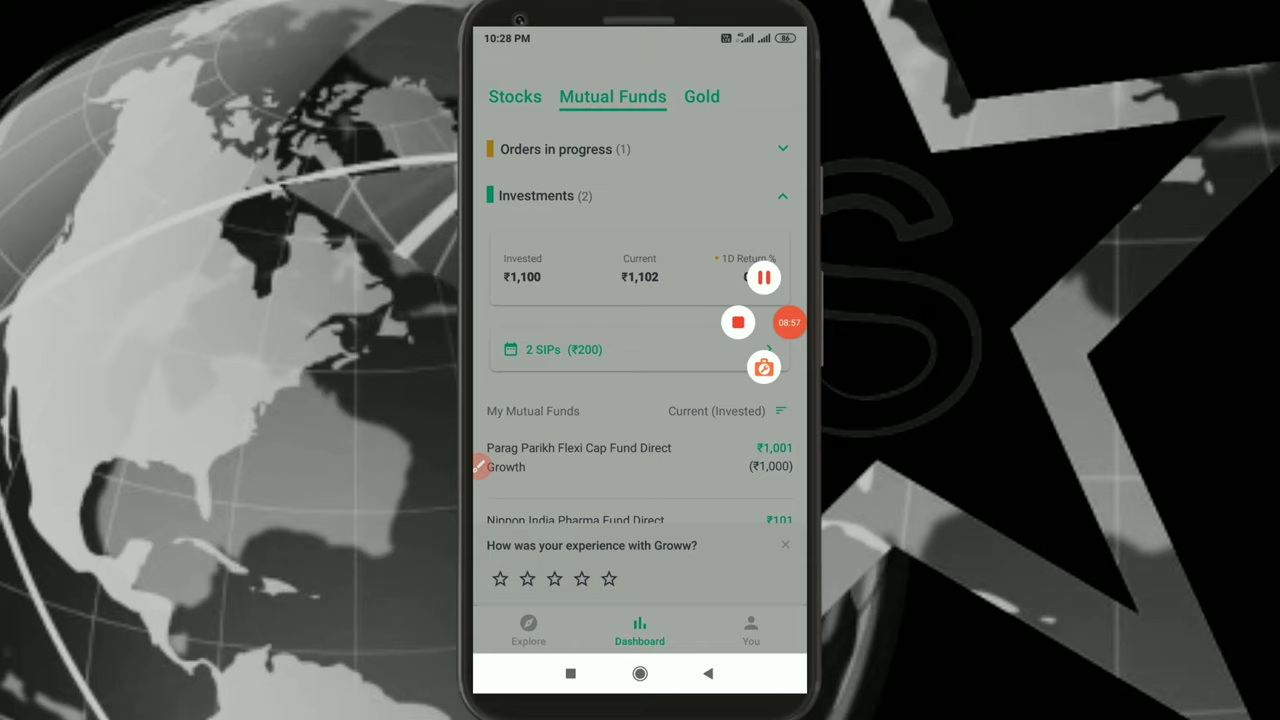 10:28 PM
4G
86
Stocks Mutual Funds Gold
Orders in progress (1)
Investments (2)
Invested Current 1D Return %
₹1,100 ₹1,102
08:57
2 SIPs (₹200)
My Mutual Funds Current (Invested)
Parag Parikh Flexi Cap Fund Direct ₹1,001
Growth (₹1,000)
Nippon India Pharma Fund Direct ₹101
How was your experience with Groww?
Explore Dashboard You
S